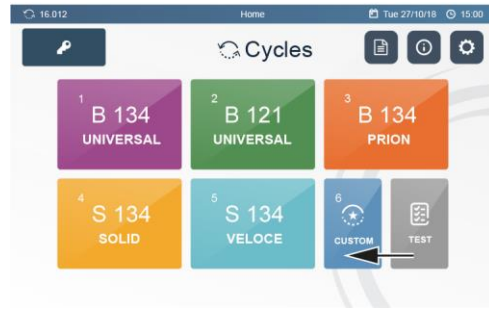 16.012 Home Tue 27/10/18 15:00
Cycles
1 2 3
B 134 B 121 B 134
UNIVERSAL UNIVERSAL PRION
4 5 6
S 134 S 134
SOLID VELOCE CUSTOM TEST